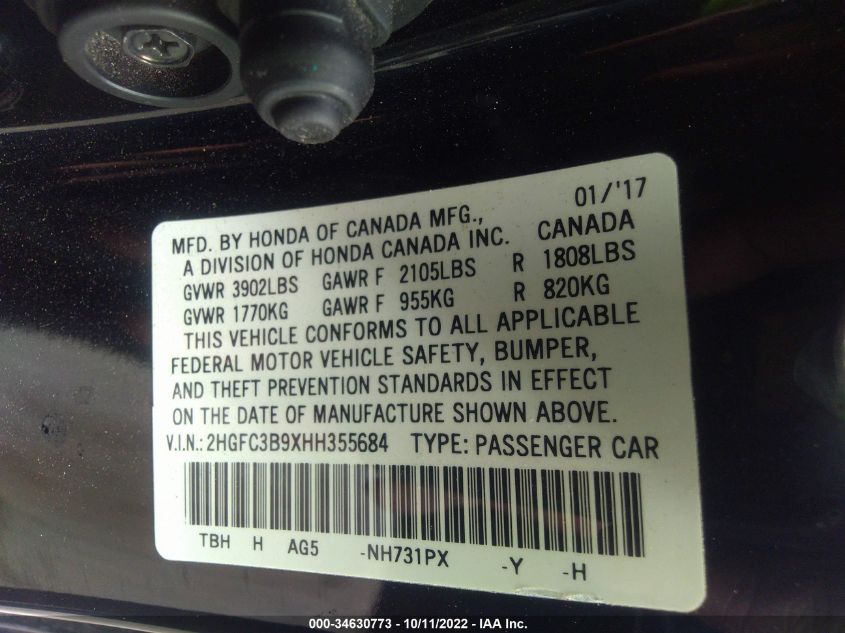 01/'17
MFD. BY HONDA OF CANADA MFG., CANADA
A DIVISION OF HONDA CANADA INC.
GVWR 3902LBS GAWR F 2105LBS R 1808LBS
GVWR 1770KG GAWR F 955KG R 820KG
THIS VEHICLE CONFORMS TO ALL APPLICABLE
FEDERAL MOTOR VEHICLE SAFETY, BUMPER,
AND THEFT PREVENTION STANDARDS IN EFFECT
ON THE DATE OF MANUFACTURE SHOWN ABOVE.
V.I.N.: 2HGFC3B9XHH355684 TYPE: PASSENGER CAR
TBH H AG5 -NH731PX -Y -H
000-34630773 - 10/11/2022 - IAA Inc.